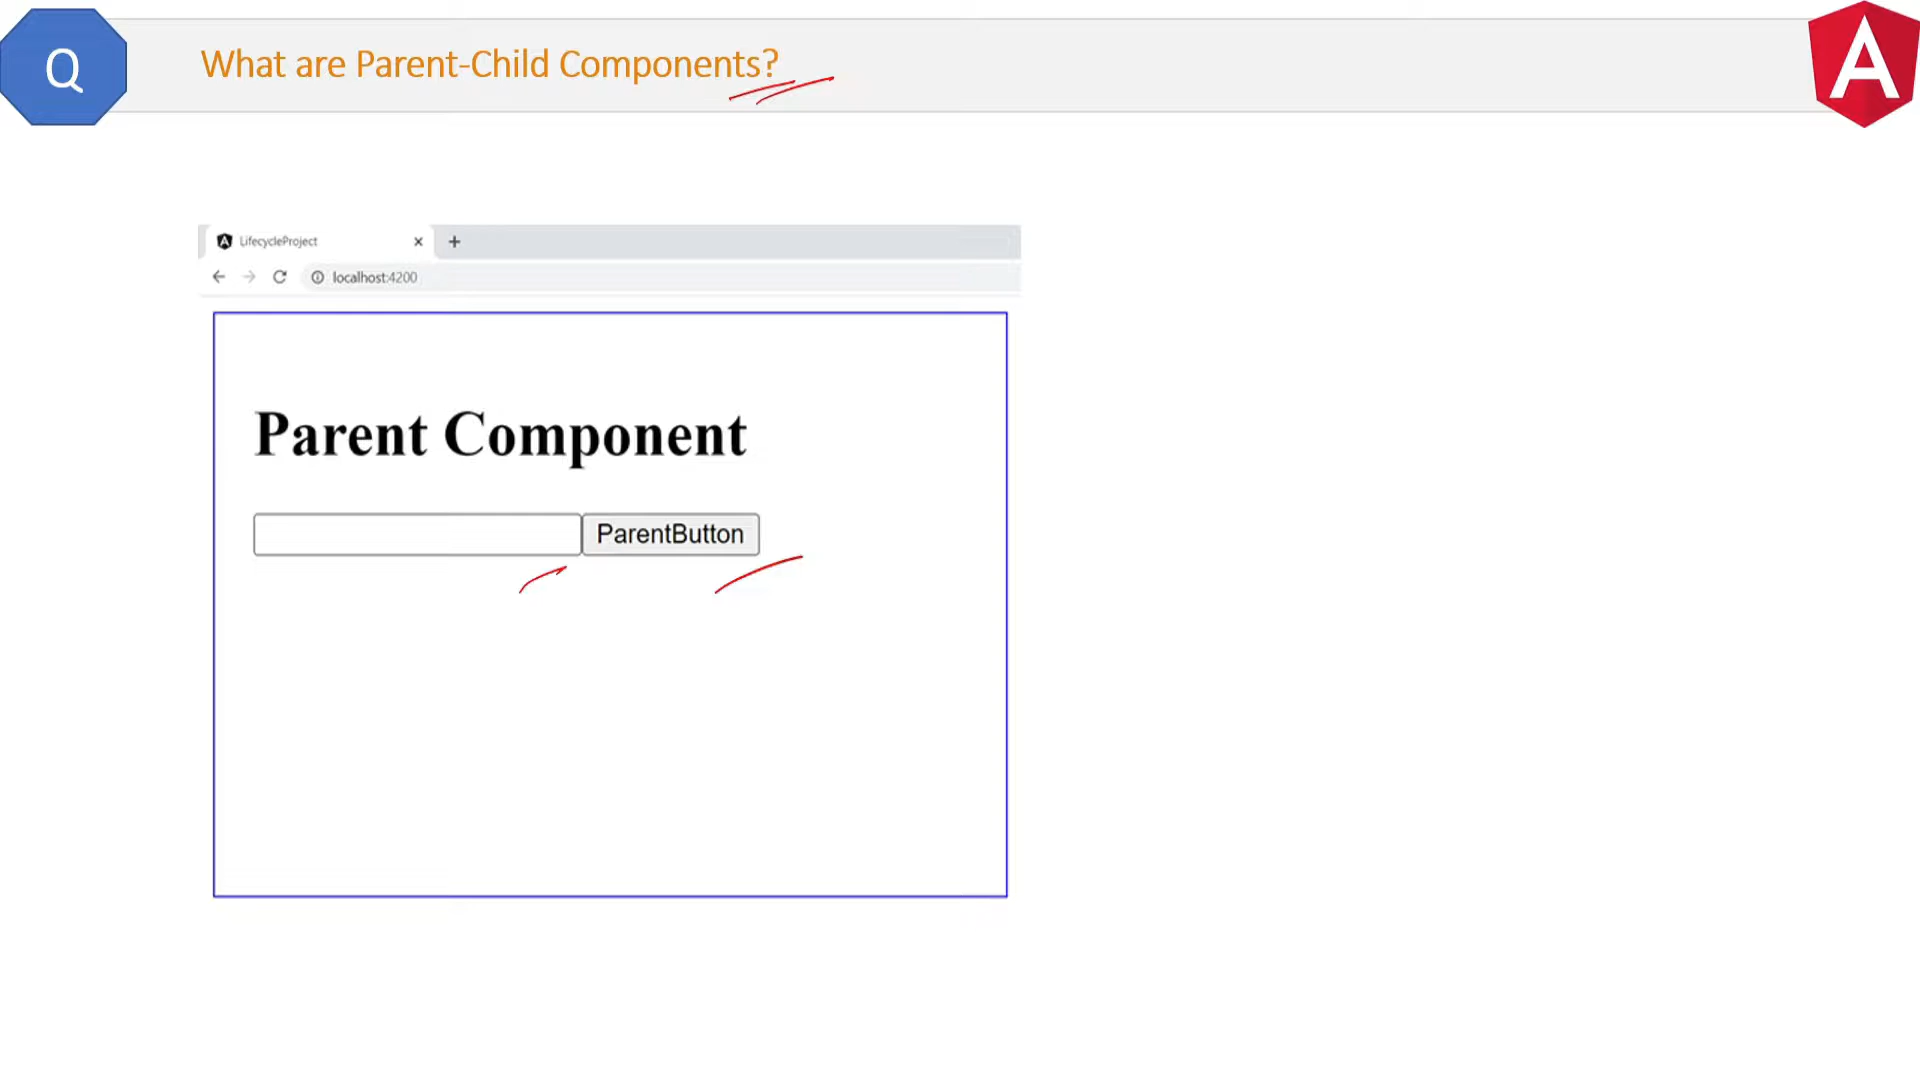 Q
What are Parent-Child Components?
A
LifecycleProject
localhost:4200
Parent Component
ParentButton